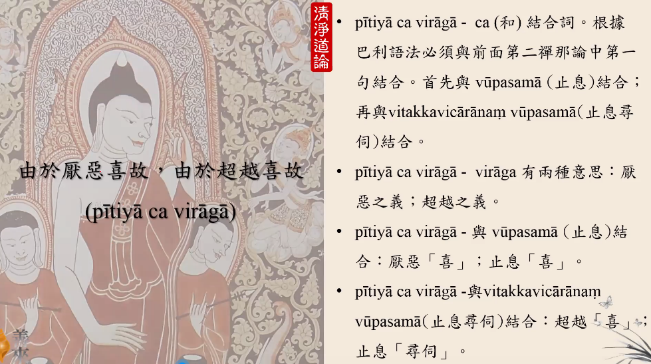 清淨道論
由於厭惡喜故，由於超越喜故
(pītiyā ca virāgā)
• pītiyā ca virāgā - ca (和) 結合詞。根據
巴利語法必須與前面第二禪那論中第一
句結合。首先與 vūpasamā (止息)結合；
再與vitakkavicārānaṃ vūpasamā(止息尋
伺)結合。
• pītiyā ca virāgā - virāga 有兩種意思：厭
惡之義；超越之義。
• pītiyā ca virāgā - 與 vūpasamā (止息)結
合：厭惡「喜」；止息「喜」。
• pītiyā ca virāgā -與vitakkavicārānaṃ
vūpasamā(止息尋伺)結合：超越「喜」；
止息「尋伺」。